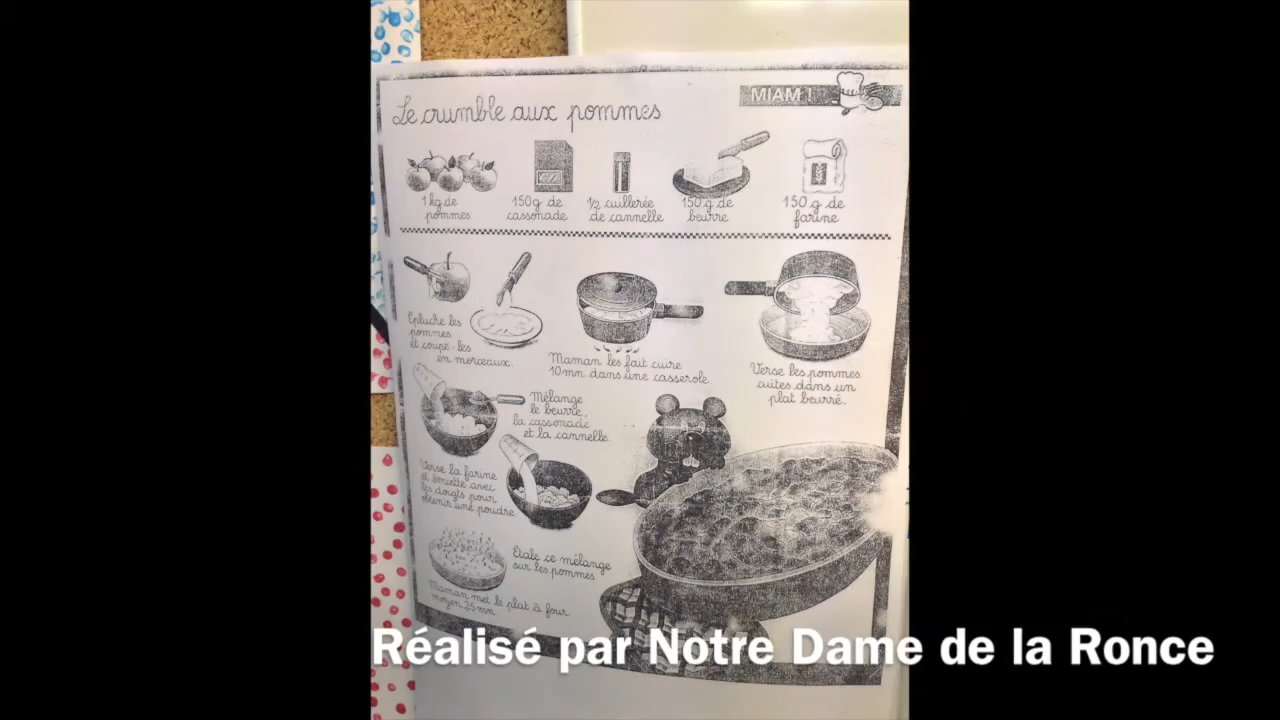 MIAM !
Le crumble aux pommes
1 kg de
pommes
150g de
cassonade
1/2 cuillerée
de cannelle
150 g de
beurre
150 g de
farine
Epluche les
pommes
et coupe-les
en morceaux.
Maman les fait cuire
10mn dans une casserole.
Verse les pommes
cuites dans un
plat beurré.
Mélange
le beurre,
la cassonade
et la cannelle.
Verse la farine
et émiette avec
les doigts pour
obtenir une poudre
Etale ce mélange
sur les pommes
Maman met le plat à four
moyen 25 mn
Réalisé par Notre Dame de la Ronce